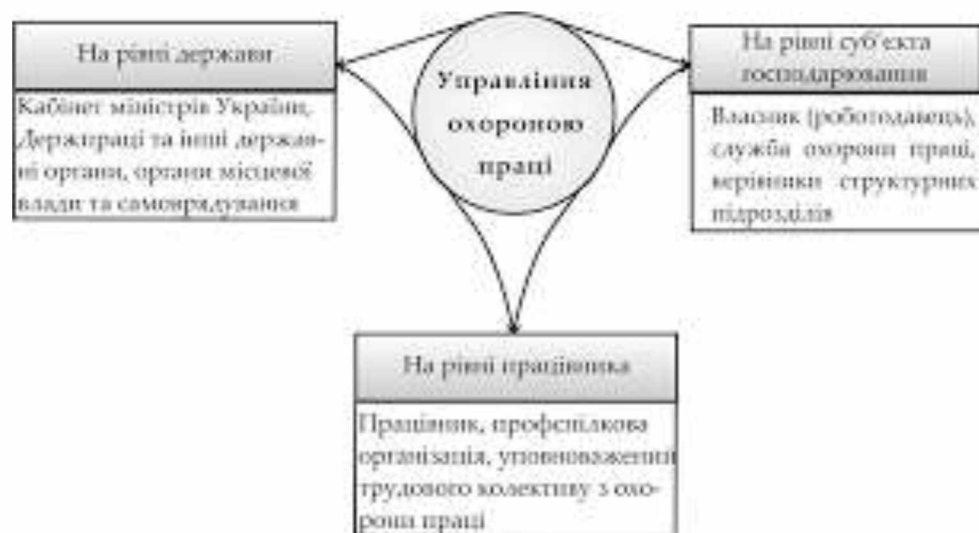 На рівні держави
Кабінет міністрів України,
Держпраці та інші держав-
ні органи, органи місцевої
влади та самоврядування
Управління
охороною
праці
На рівні суб'єкта
господарювання
Власник (роботодавець),
служба охорони праці,
керівники структурних
підрозділів
На рівні працівника
Працівник, профспілкова
організація, уповноважений
трудового колективу з охо-
рони праці